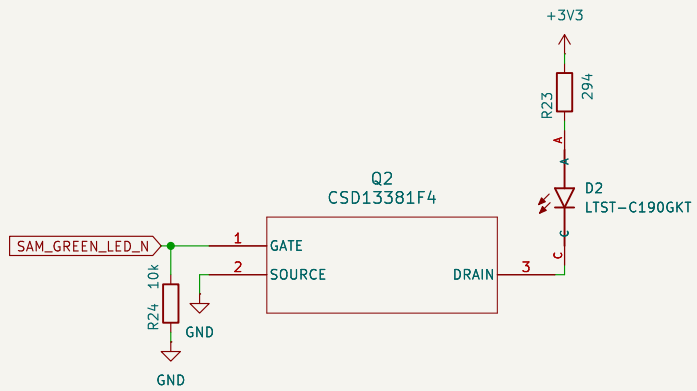 +3V3
R23
294
A
A
D2
LTST-C190GKT
C
C
Q2
CSD13381F4
SAM_GREEN_LED_N
1
GATE
2
SOURCE
DRAIN
3
10k
R24
GND
GND